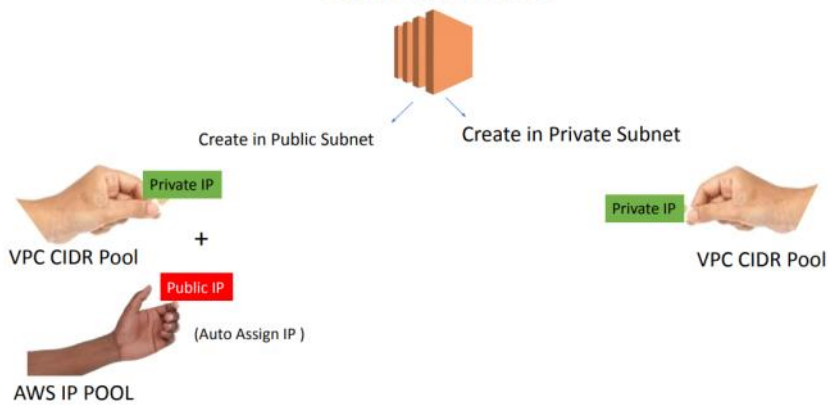 Create in Public Subnet
Create in Private Subnet
Private IP
VPC CIDR Pool
+
Public IP
(Auto Assign IP )
AWS IP POOL
Private IP
VPC CIDR Pool